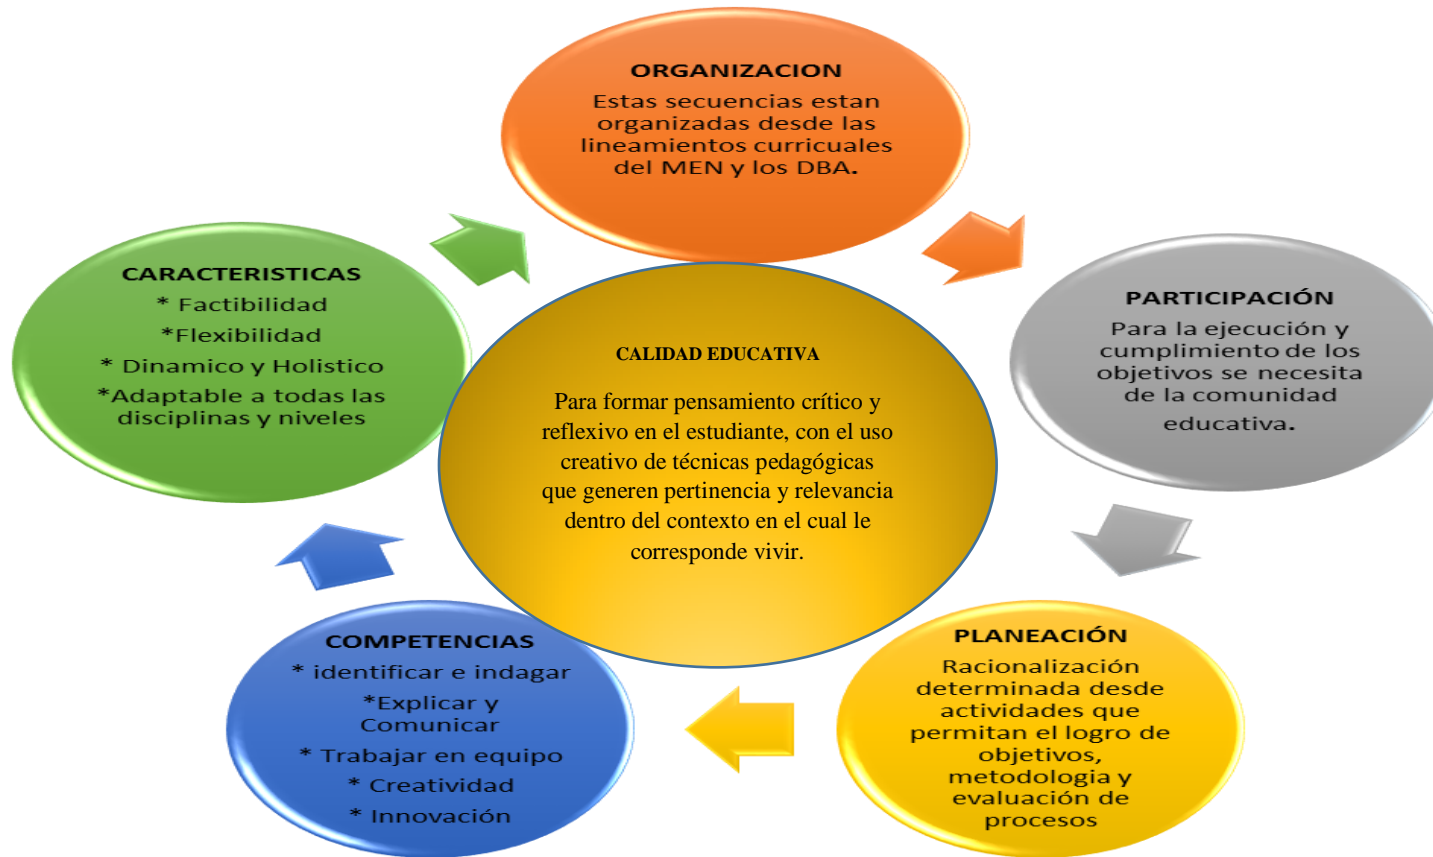 ORGANIZACION
Estas secuencias estan
organizadas desde las
lineamientos curricuales
del MEN y los DBA.
PARTICIPACIÓN
Para la ejecución y
cumplimiento de los
objetivos se necesita
de la comunidad
educativa.
PLANEACIÓN
Racionalización
determinada desde
actividades que
permitan el logro de
objetivos,
metodologia y
evaluación de
procesos
COMPETENCIAS
* identificar e indagar
*Explicar y
Comunicar
* Trabajar en equipo
* Creatividad
* Innovación
CARACTERISTICAS
* Factibilidad
*Flexibilidad
* Dinamico y Holistico
*Adaptable a todas las
disciplinas y niveles
CALIDAD EDUCATIVA
Para formar pensamiento crítico y
reflexivo en el estudiante, con el uso
creativo de técnicas pedagógicas
que generen pertinencia y relevancia
dentro del contexto en el cual le
corresponde vivir.